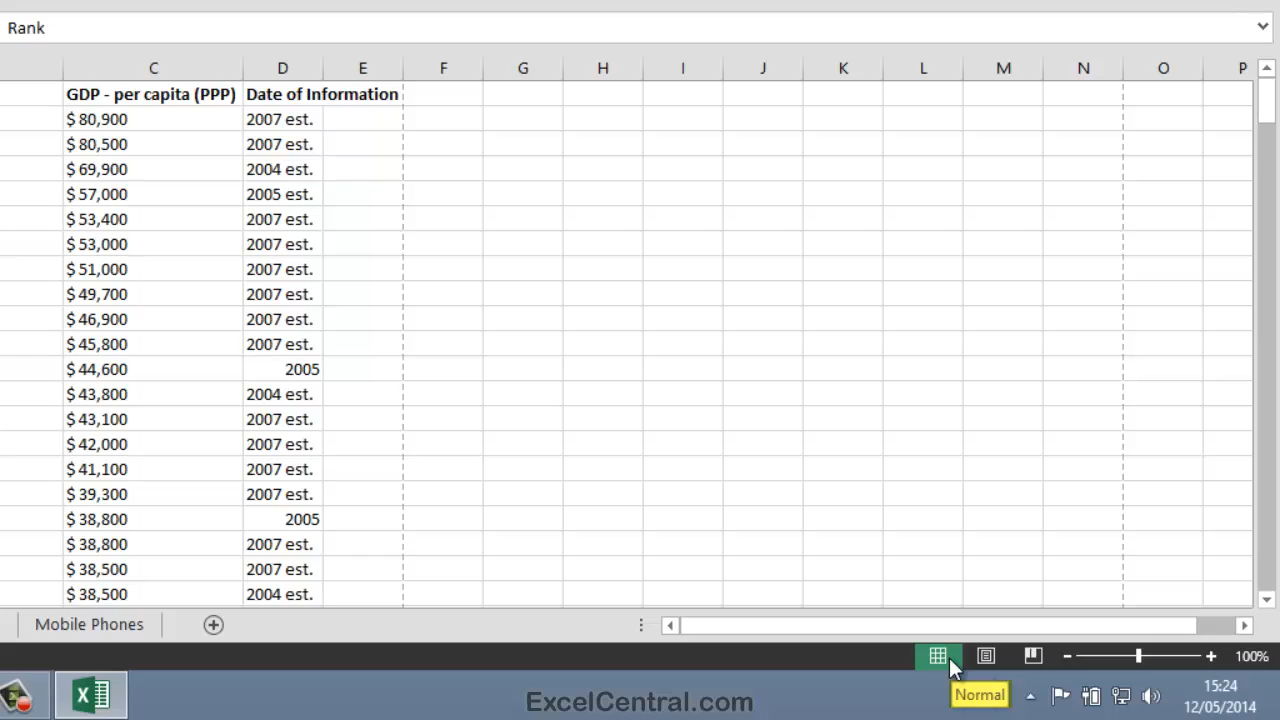 Rank
C D E F G H I J K L M N O P
GDP - per capita (PPP) Date of Information
$ 80,900 2007 est.
$ 80,500 2007 est.
$ 69,900 2004 est.
$ 57,000 2005 est.
$ 53,400 2007 est.
$ 53,000 2007 est.
$ 51,000 2007 est.
$ 49,700 2007 est.
$ 46,900 2007 est.
$ 45,800 2007 est.
$ 44,600 2005
$ 43,800 2004 est.
$ 43,100 2007 est.
$ 42,000 2007 est.
$ 41,100 2007 est.
$ 39,300 2007 est.
$ 38,800 2005
$ 38,800 2007 est.
$ 38,500 2007 est.
$ 38,500 2004 est.
Mobile Phones
100%
Normal
15:24
ExcelCentral.com
12/05/2014